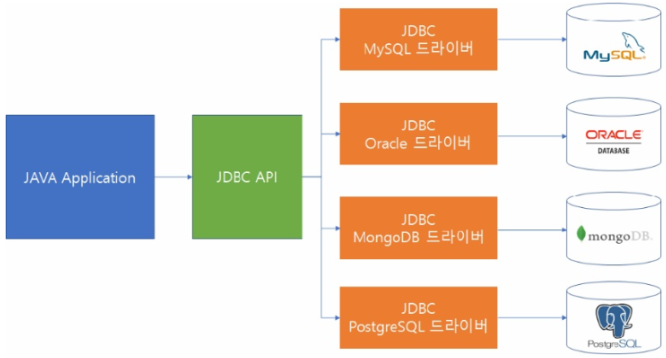 JAVA Application
JDBC API
JDBC
MySQL 드라이버
MySQL
JDBC
Oracle 드라이버
ORACLE
DATABASE
JDBC
MongoDB 드라이버
mongoDB
JDBC
PostgreSQL 드라이버
PostgreSQL